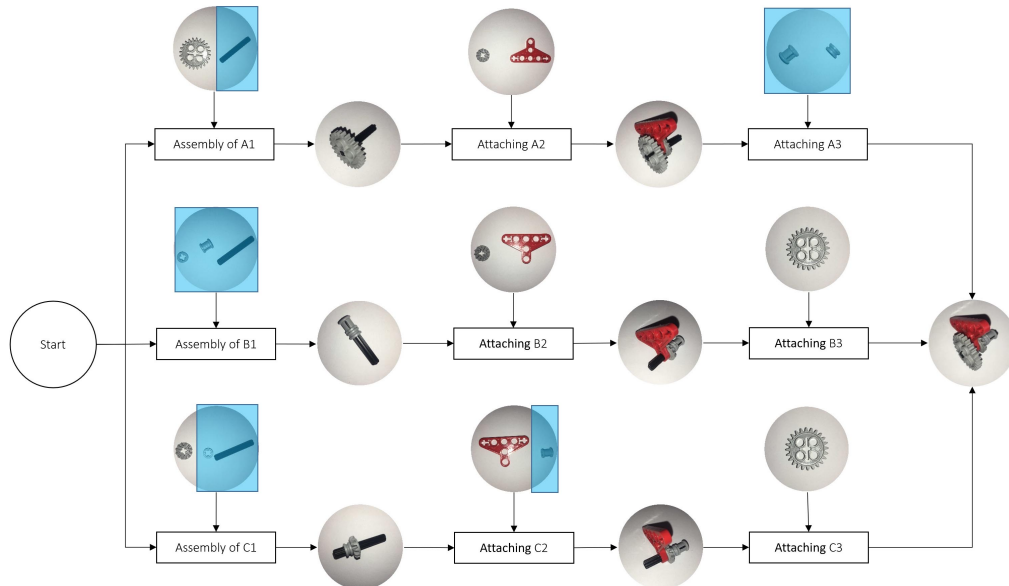 Assembly of A1
Attaching A2
Attaching A3
Start
Assembly of B1
Attaching B2
Attaching B3
Assembly of C1
Attaching C2
Attaching C3